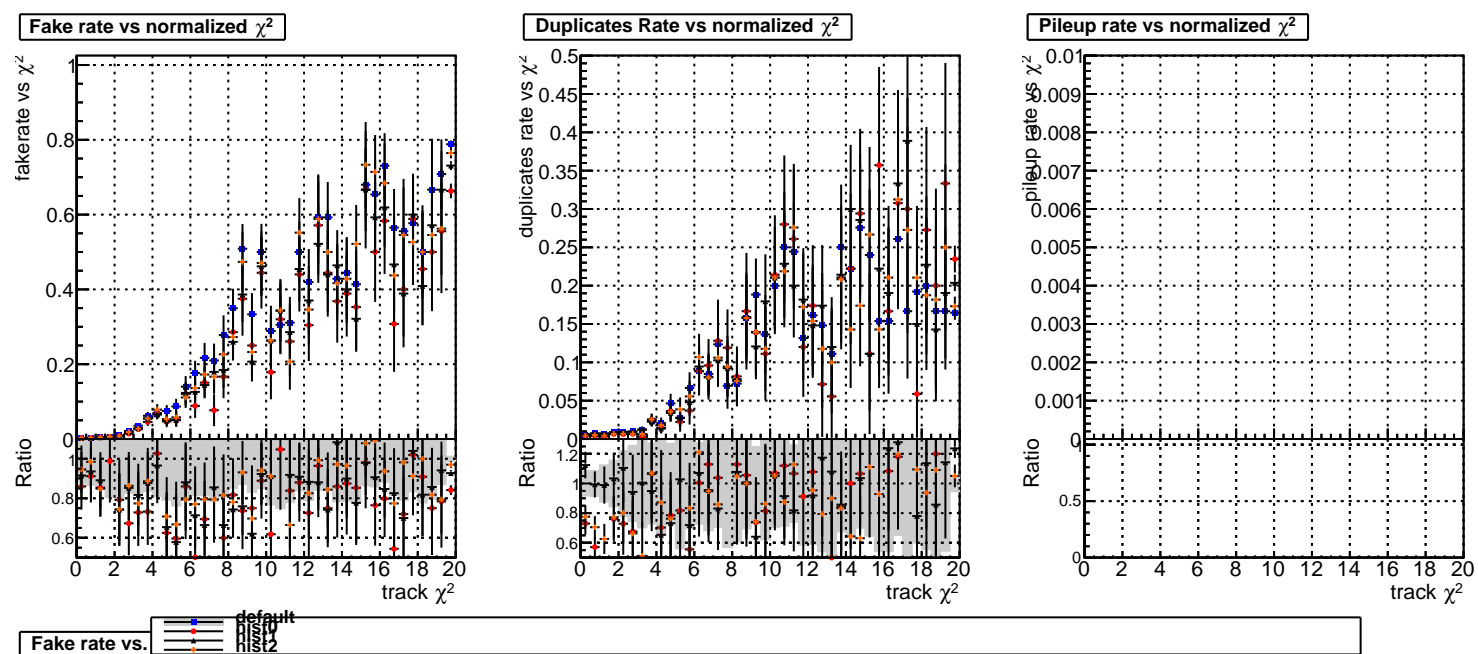 Fake rate vs normalized χ²
Duplicates Rate vs normalized χ²
Pileup rate vs normalized χ²
fakerate vs χ²
1
0.8
0.6
0.4
0.2
0
Ratio
1
0.8
0.6
0 2 4 6 8 10 12 14 16 18 20
track χ²
duplicates rate vs χ²
0.5
0.45
0.4
0.35
0.3
0.25
0.2
0.15
0.1
0.05
0
Ratio
1.2
1
0.8
0.6
0 2 4 6 8 10 12 14 16 18 20
track χ²
pileup rate vs χ²
0.01
0.009
0.008
0.007
0.006
0.005
0.004
0.003
0.002
0.001
0
Ratio
1
0.5
0
0 2 4 6 8 10 12 14 16 18 20
track χ²
default
hist0
hist1
hist2
Fake rate vs.